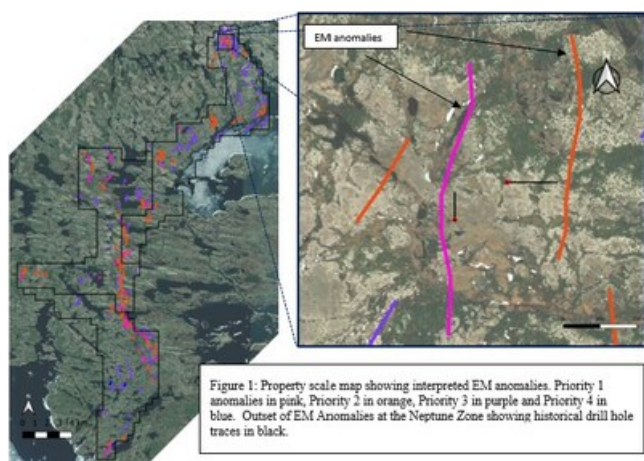 EM anomalies
Figure 1: Property scale map showing interpreted EM anomalies. Priority 1
anomalies in pink, Priority 2 in orange, Priority 3 in purple and Priority 4 in
blue. Outset of EM Anomalies at the Neptune Zone showing historical drill hole
traces in black.